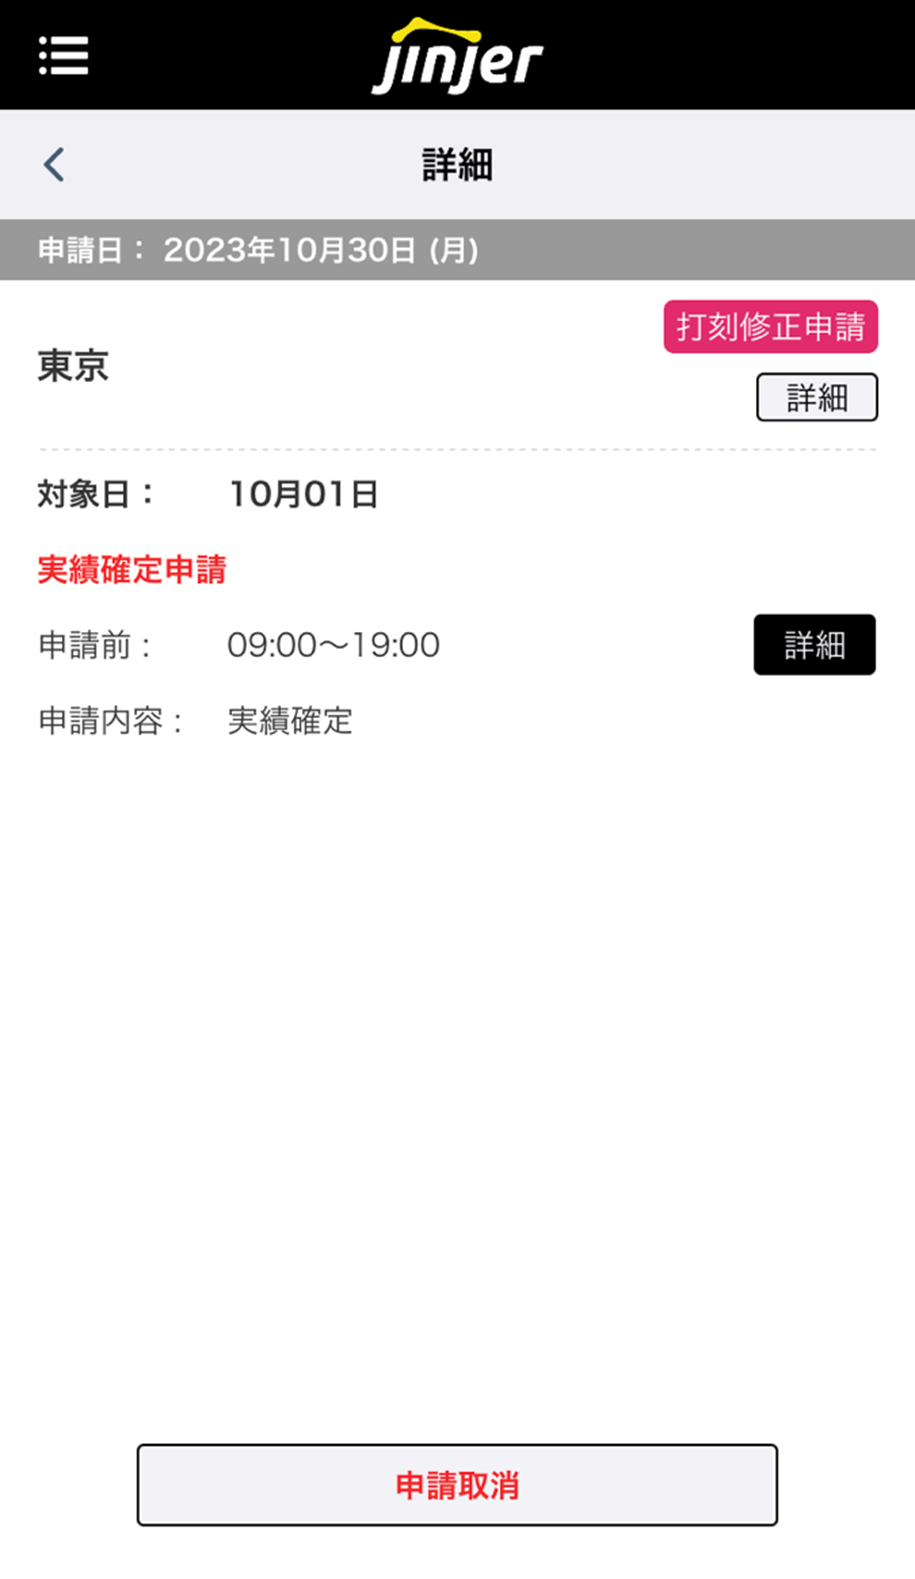 jinjer
詳細
申請日： 2023年10月30日 (月)
打刻修正申請
東京
詳細
対象日： 10月01日
実績確定申請
申請前： 09:00〜19:00 詳細
申請内容： 実績確定
申請取消